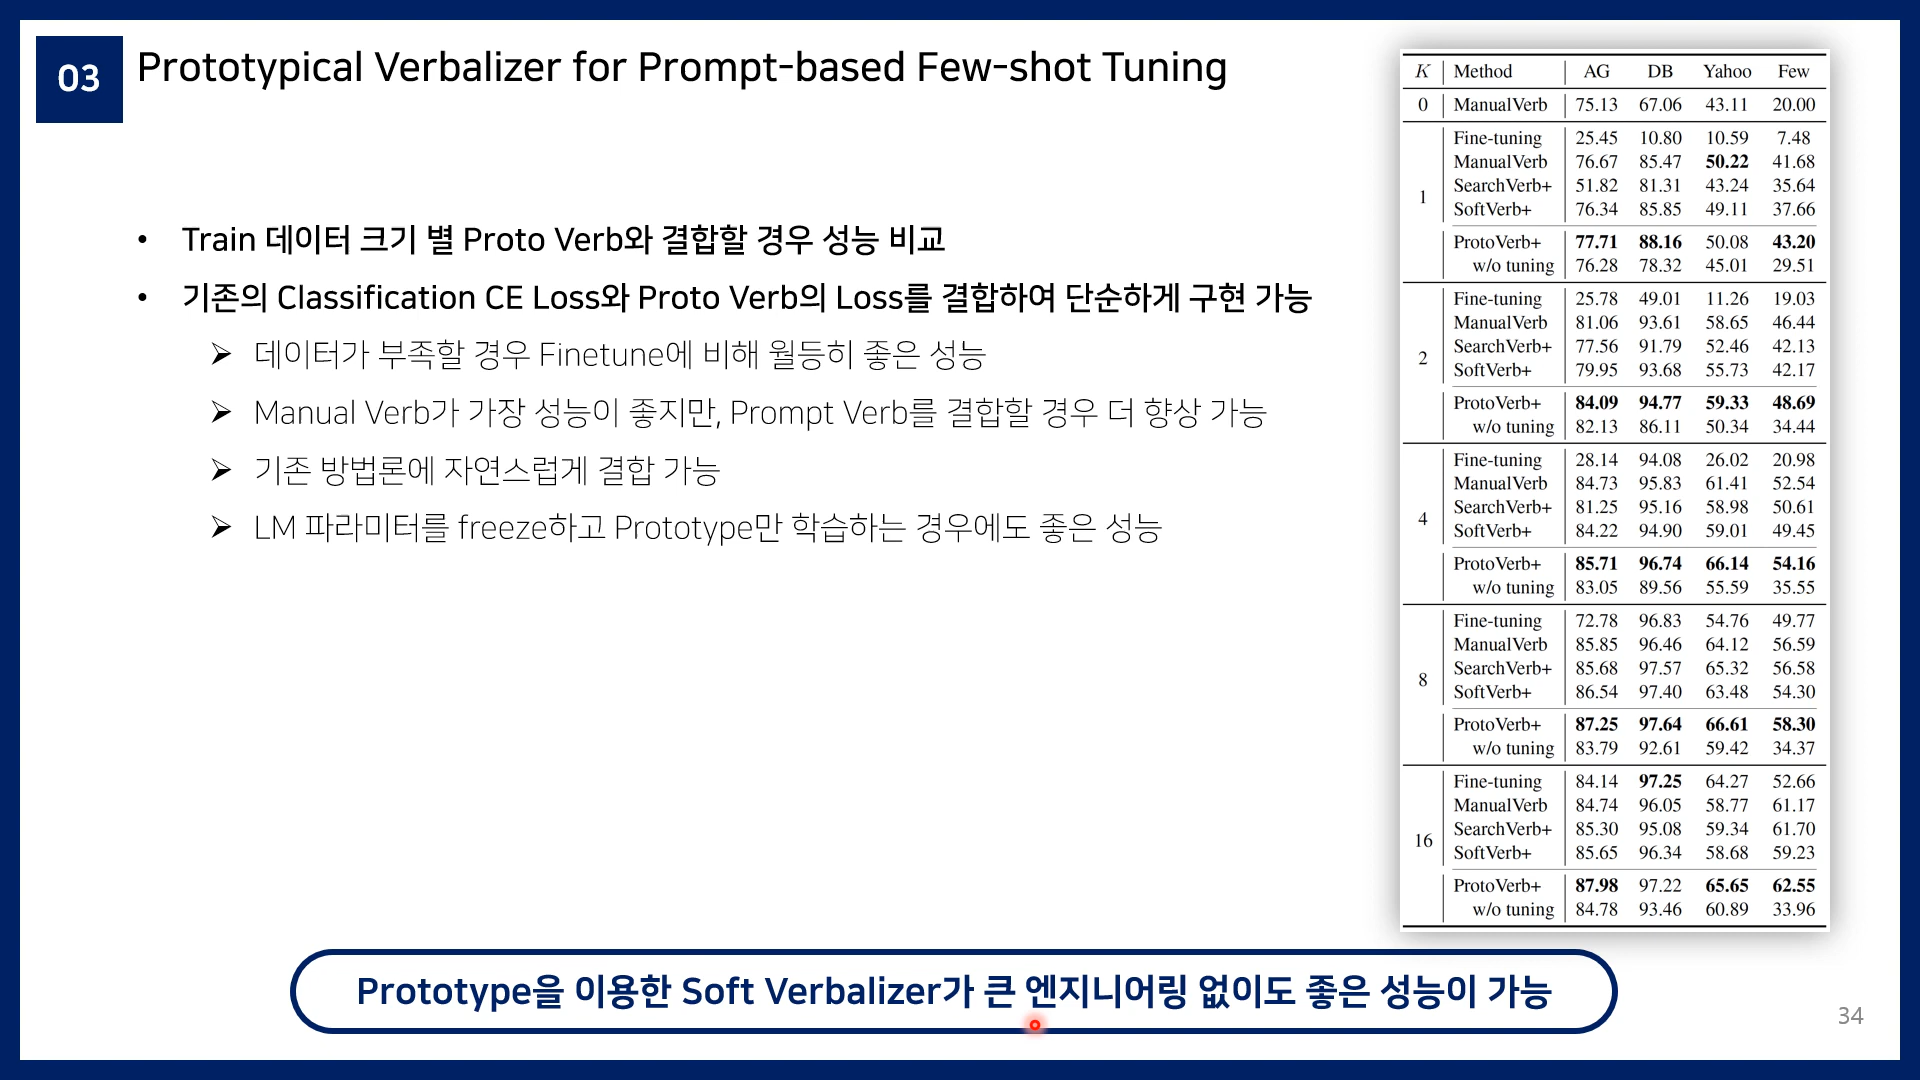 03
Prototypical Verbalizer for Prompt-based Few-shot Tuning
• Train 데이터 크기 별 Proto Verb와 결합할 경우 성능 비교
• 기존의 Classification CE Loss와 Proto Verb의 Loss를 결합하여 단순하게 구현 가능
➢ 데이터가 부족할 경우 Finetune에 비해 월등히 좋은 성능
➢ Manual Verb가 가장 성능이 좋지만, Prompt Verb를 결합할 경우 더 향상 가능
➢ 기존 방법론에 자연스럽게 결합 가능
➢ LM 파라미터를 freeze하고 Prototype만 학습하는 경우에도 좋은 성능
K Method AG DB Yahoo Few
0 ManualVerb 75.13 67.06 43.11 20.00
1
Fine-tuning 25.45 10.80 10.59 7.48
ManualVerb 76.67 85.47 50.22 41.68
SearchVerb+ 51.82 81.31 43.24 35.64
SoftVerb+ 76.34 85.85 49.11 37.66
ProtoVerb+ 77.71 88.16 50.08 43.20
w/o tuning 76.28 78.32 45.01 29.51
2
Fine-tuning 25.78 49.01 11.26 19.03
ManualVerb 81.06 93.61 58.65 46.44
SearchVerb+ 77.56 91.79 52.46 42.13
SoftVerb+ 79.95 93.68 55.73 42.17
ProtoVerb+ 84.09 94.77 59.33 48.69
w/o tuning 82.13 86.11 50.34 34.44
4
Fine-tuning 28.14 94.08 26.02 20.98
ManualVerb 84.73 95.83 61.41 52.54
SearchVerb+ 81.25 95.16 58.98 50.61
SoftVerb+ 84.22 94.90 59.01 49.45
ProtoVerb+ 85.71 96.74 66.14 54.16
w/o tuning 83.05 89.56 55.59 35.55
8
Fine-tuning 72.78 96.83 54.76 49.77
ManualVerb 85.85 96.46 64.12 56.59
SearchVerb+ 85.68 97.57 65.32 56.58
SoftVerb+ 86.54 97.40 63.48 54.30
ProtoVerb+ 87.25 97.64 66.61 58.30
w/o tuning 83.79 92.61 59.42 34.37
16
Fine-tuning 84.14 97.25 64.27 52.66
ManualVerb 84.74 96.05 58.77 61.17
SearchVerb+ 85.30 95.08 59.34 61.70
SoftVerb+ 85.65 96.34 58.68 59.23
ProtoVerb+ 87.98 97.22 65.65 62.55
w/o tuning 84.78 93.46 60.89 33.96
Prototype을 이용한 Soft Verbalizer가 큰 엔지니어링 없이도 좋은 성능이 가능
34